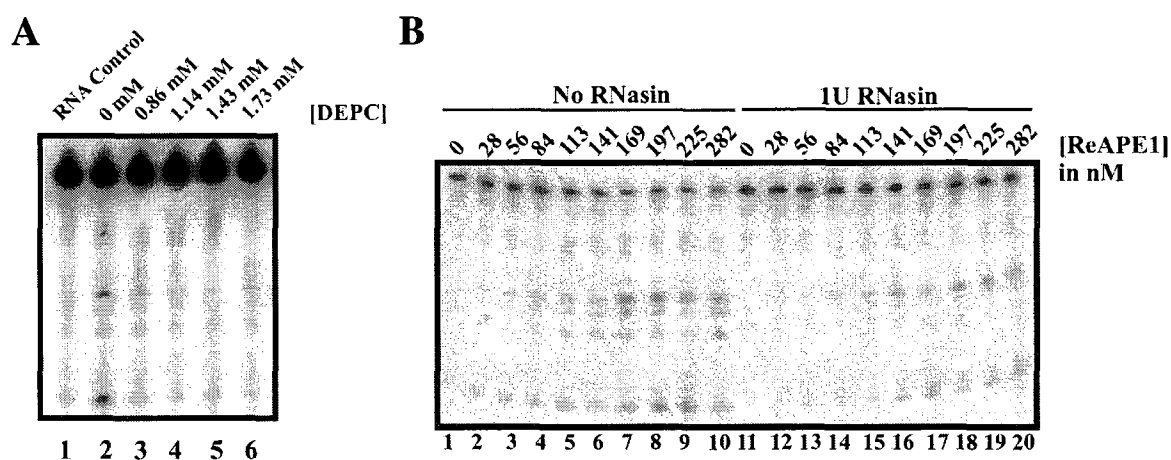 A
RNA Control
0 mM
0.86 mM
1.14 mM
1.43 mM
1.73 mM
[DEPC]
1 2 3 4 5 6
B
No RNasin 1U RNasin
0 28 56 84 113 141 169 197 225 282 0 28 56 84 113 141 169 197 225 282
[ReAPE1]
in nM
1 2 3 4 5 6 7 8 9 10 11 12 13 14 15 16 17 18 19 20